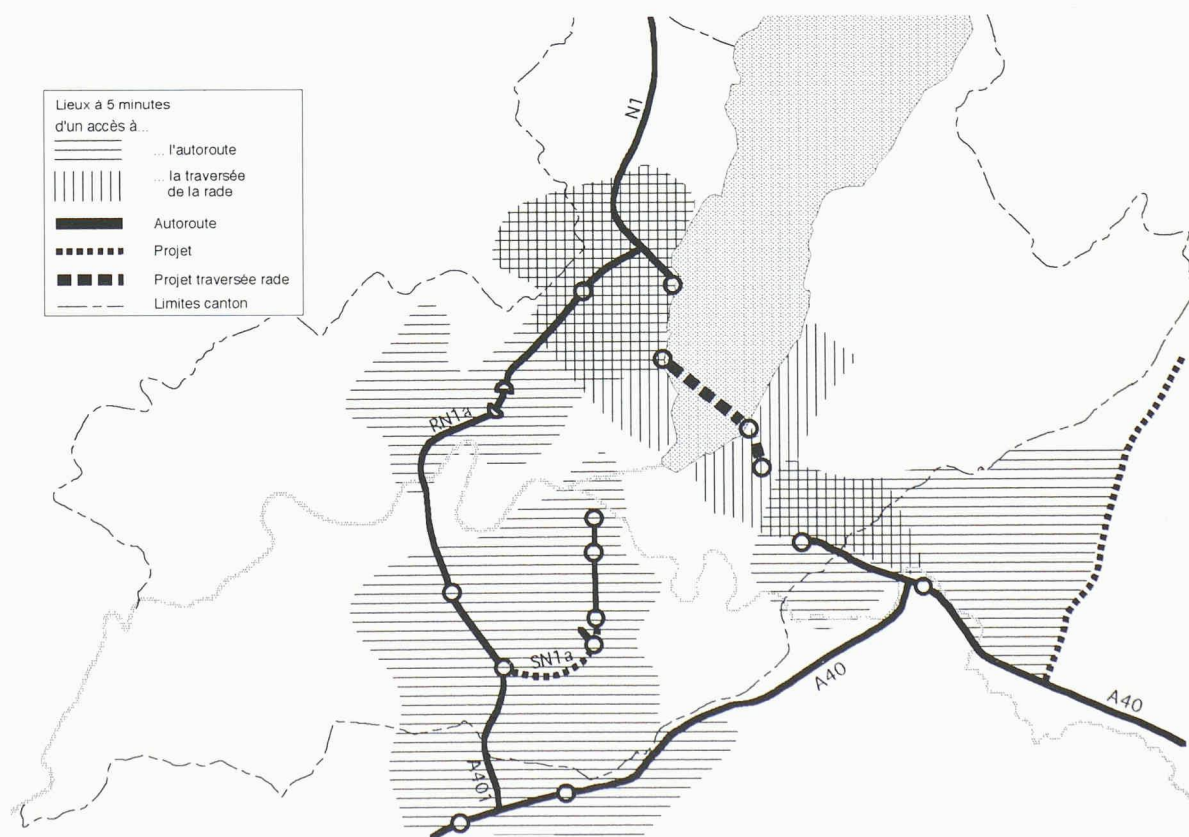 Lieux à 5 minutes
d'un accès à...
... l'autoroute
... la traversée
de la rade
Autoroute
Projet
Projet traversée rade
Limites canton
N1
RN1a
SN1a
A401
A40
A40